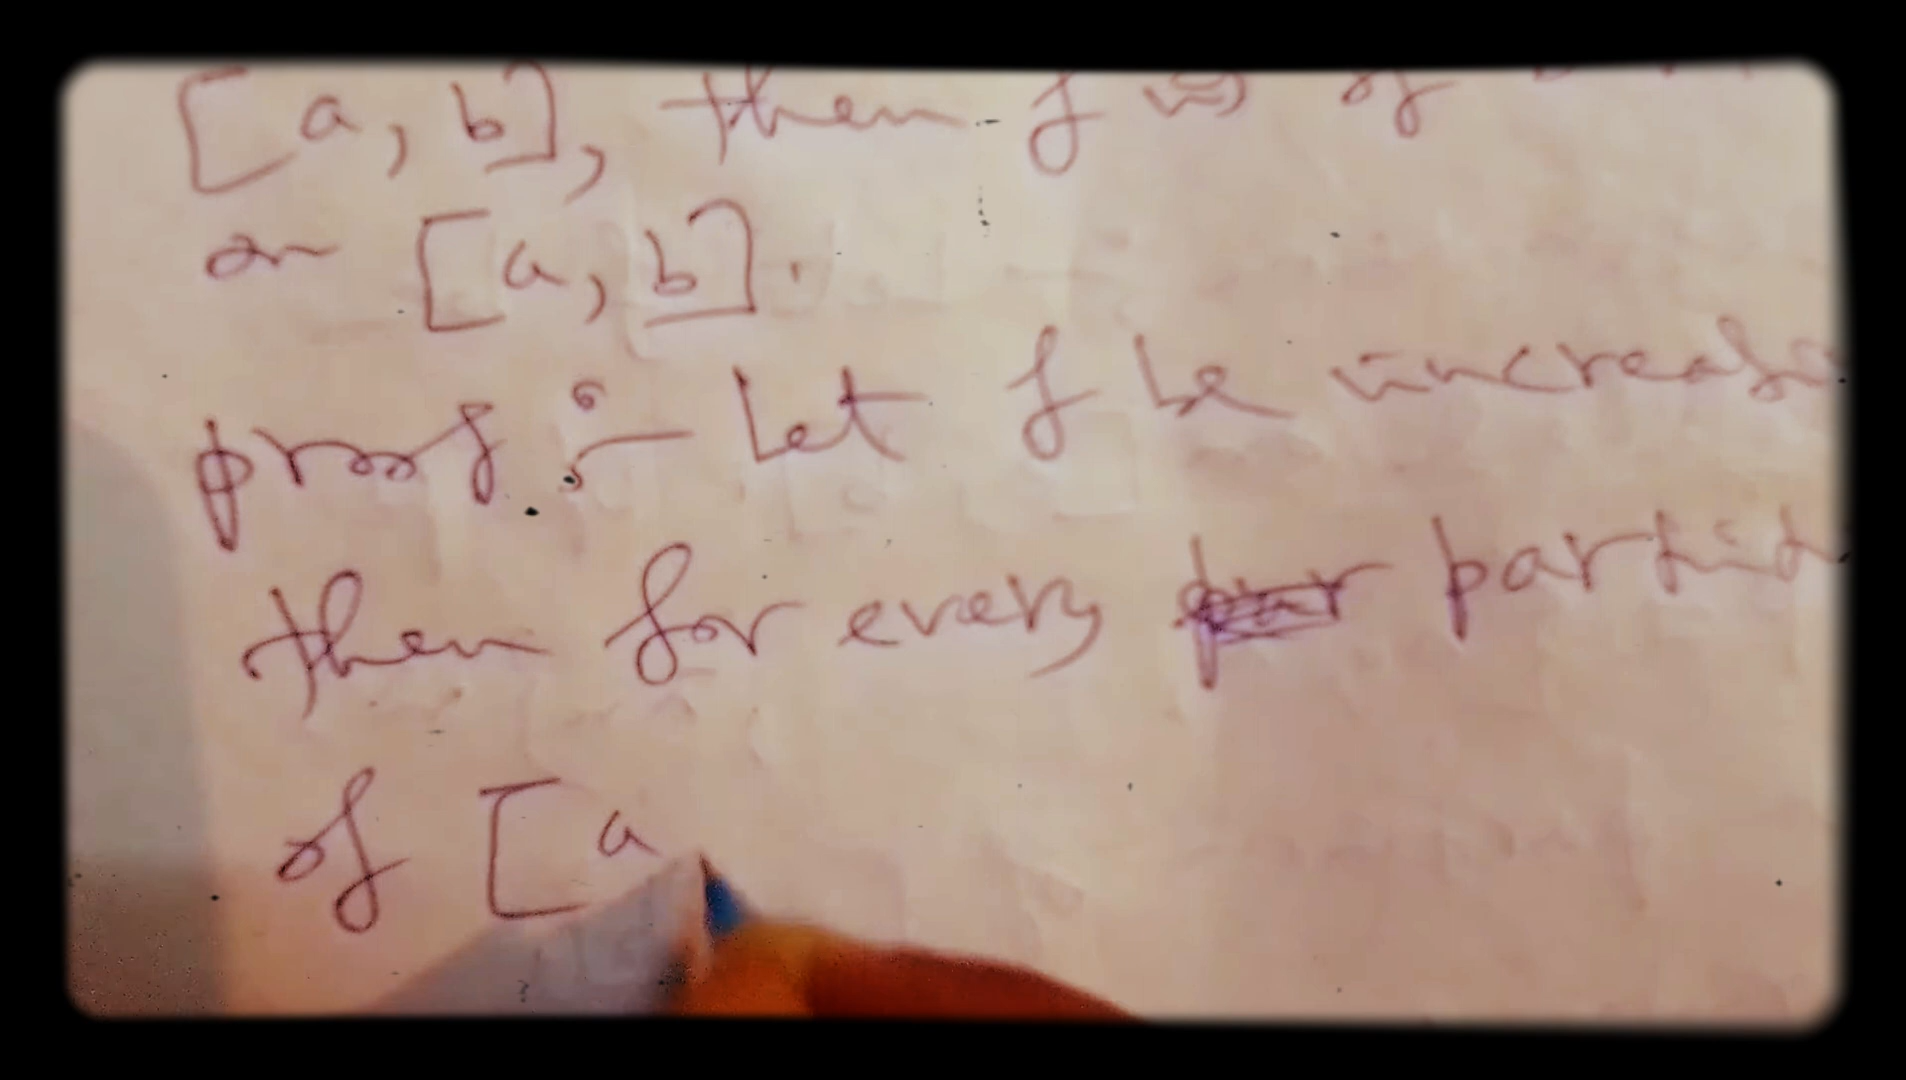 [a, b], then f is of
on [a, b].
proof :- Let f be increasi
then for every partiti
of [a